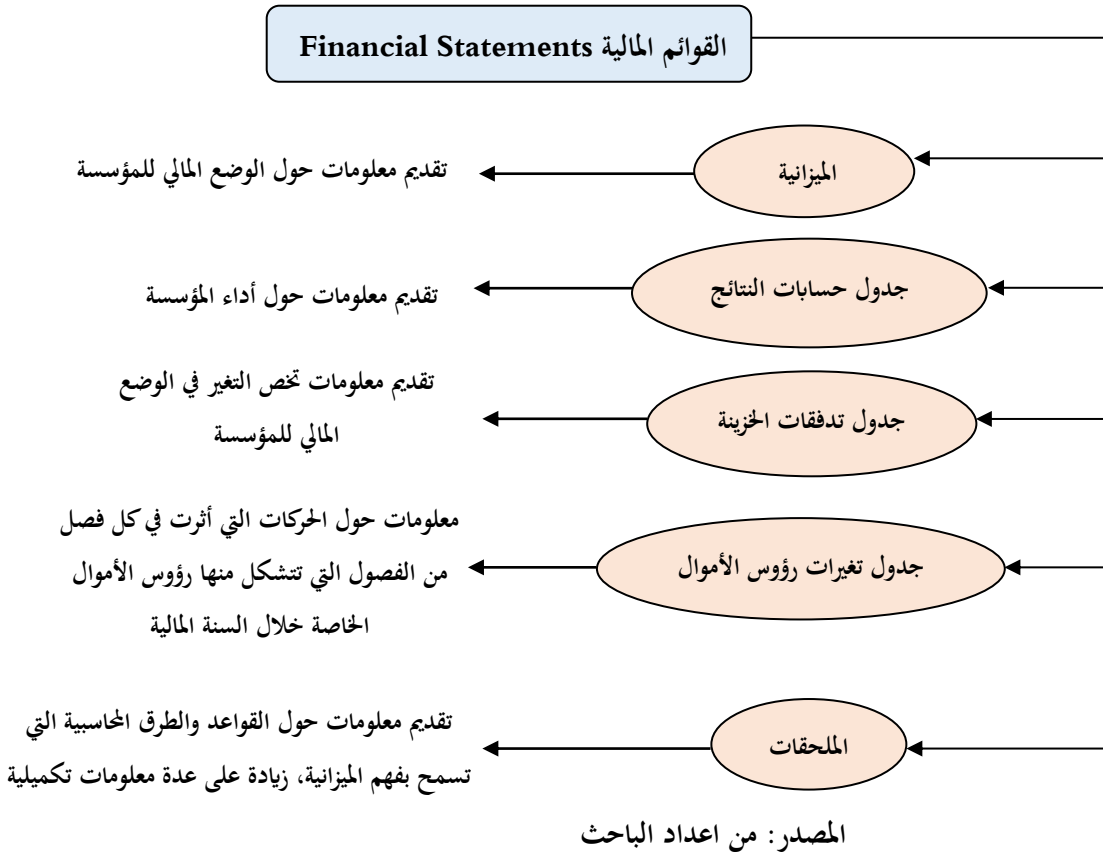 القوائم المالية Financial Statements
الميزانية
تقديم معلومات حول الوضع المالي للمؤسسة
جدول حسابات النتائج
تقديم معلومات حول أداء المؤسسة
جدول تدفقات الخزينة
تقديم معلومات تخص التغير في الوضع
المالي للمؤسسة
جدول تغيرات رؤوس الأموال
معلومات حول الحركات التي أثرت في كل فصل
من الفصول التي تتشكل منها رؤوس الأموال
الخاصة خلال السنة المالية
الملحقات
تقديم معلومات حول القواعد والطرق المحاسبية التي
تسمح بفهم الميزانية، زيادة على عدة معلومات تكميلية
المصدر: من اعداد الباحث